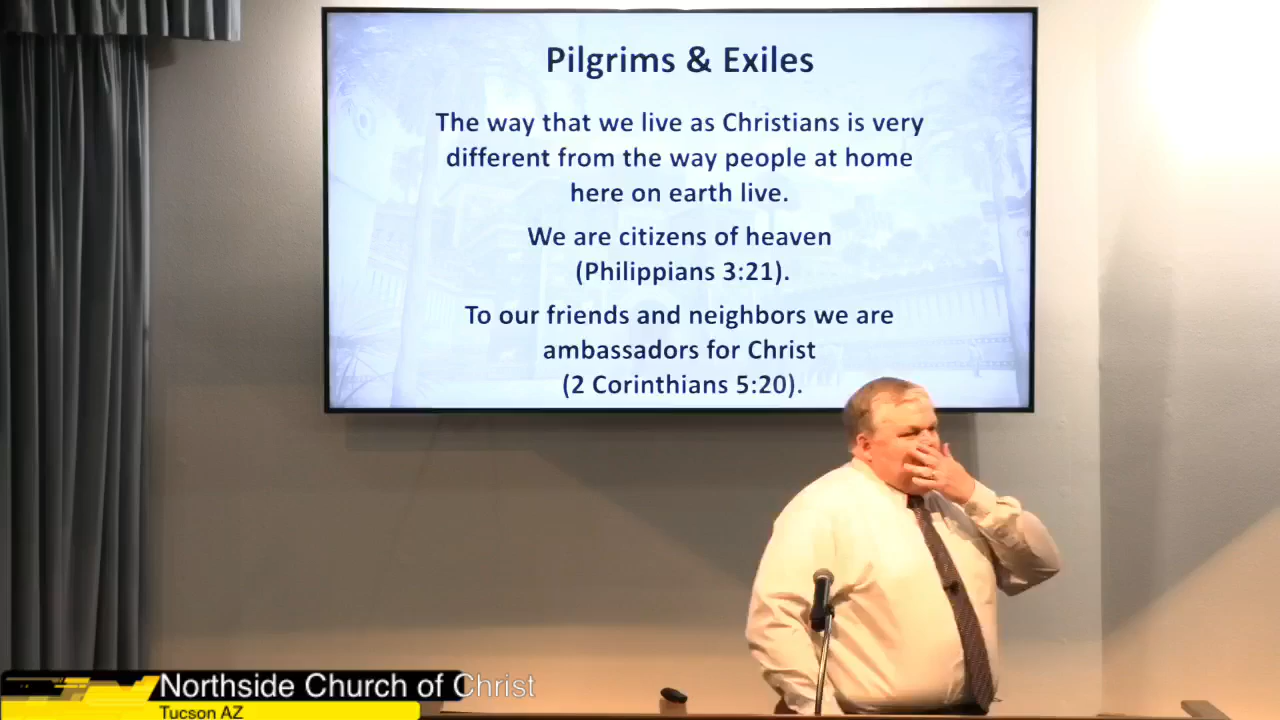 Pilgrims & Exiles
The way that we live as Christians is very
different from the way people at home
here on earth live.
We are citizens of heaven
(Philippians 3:21).
To our friends and neighbors we are
ambassadors for Christ
(2 Corinthians 5:20).
Northside Church of Christ
Tucson AZ